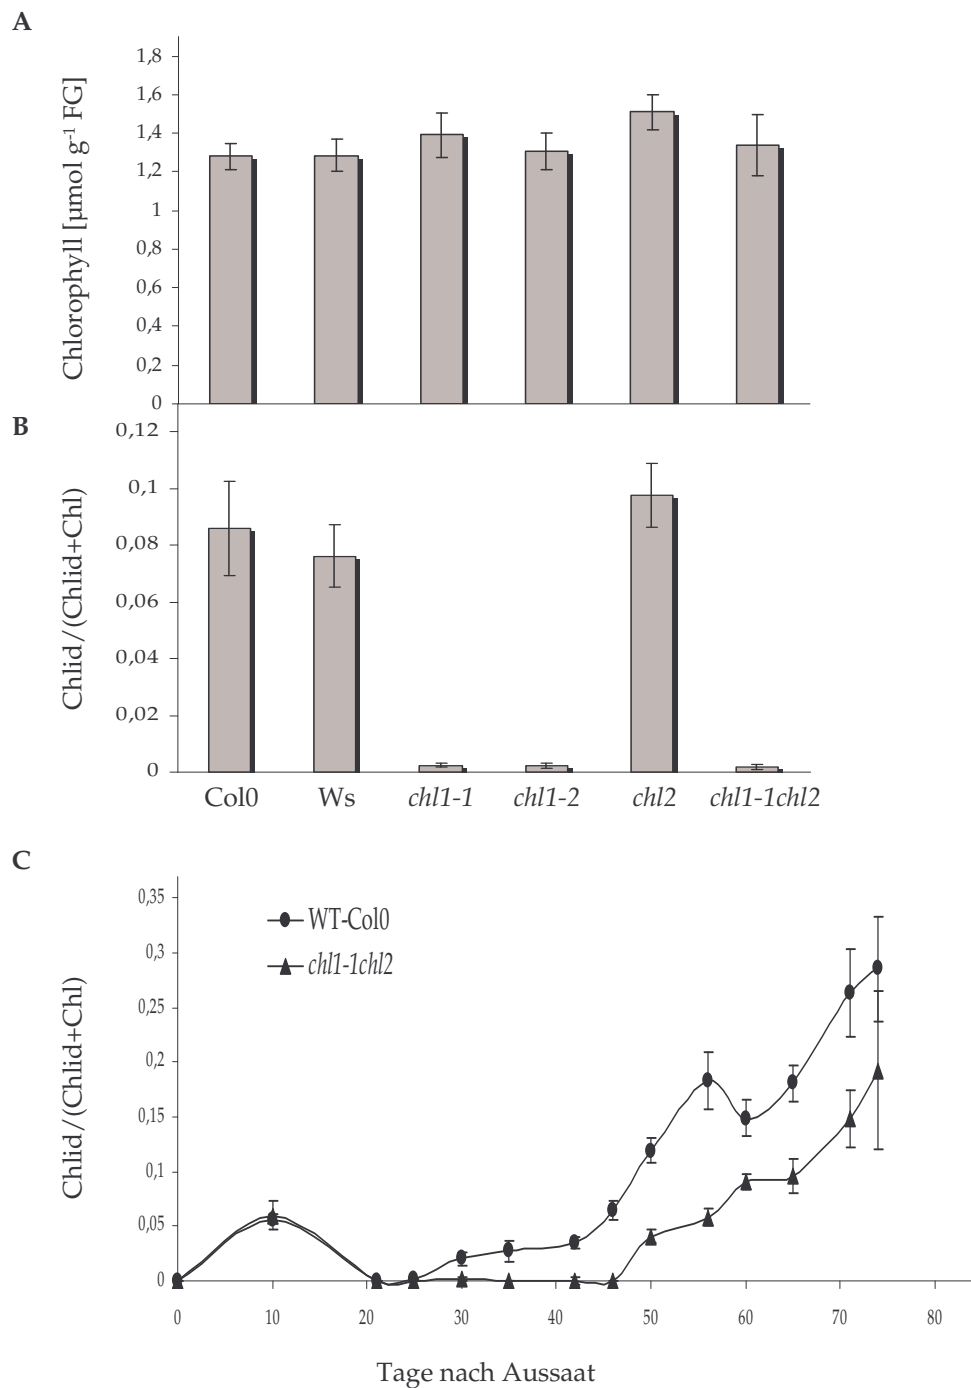 A
Chlorophyll [µmol g⁻¹ FG]
1,8
1,6
1,4
1,2
1
0,8
0,6
0,4
0,2
0
B
Chlid/(Chlid+Chl)
0,12
0,1
0,08
0,06
0,04
0,02
0
Col0 Ws chl1-1 chl1-2 chl2 chl1-1chl2
C
Chlid/(Chlid+Chl)
0,35
0,3
0,25
0,2
0,15
0,1
0,05
0
WT-Col0
chl1-1chl2
0 10 20 30 40 50 60 70 80
Tage nach Aussaat